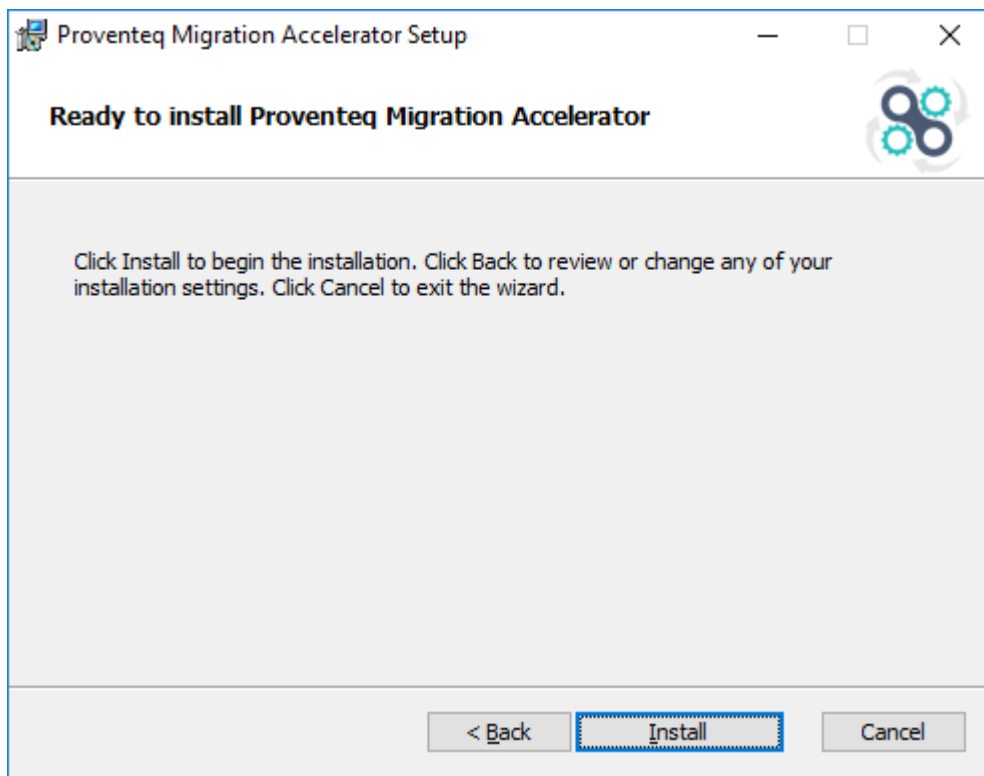 Proventeq Migration Accelerator Setup
Ready to install Proventeq Migration Accelerator
Click Install to begin the installation. Click Back to review or change any of your
installation settings. Click Cancel to exit the wizard.
< Back
Install
Cancel